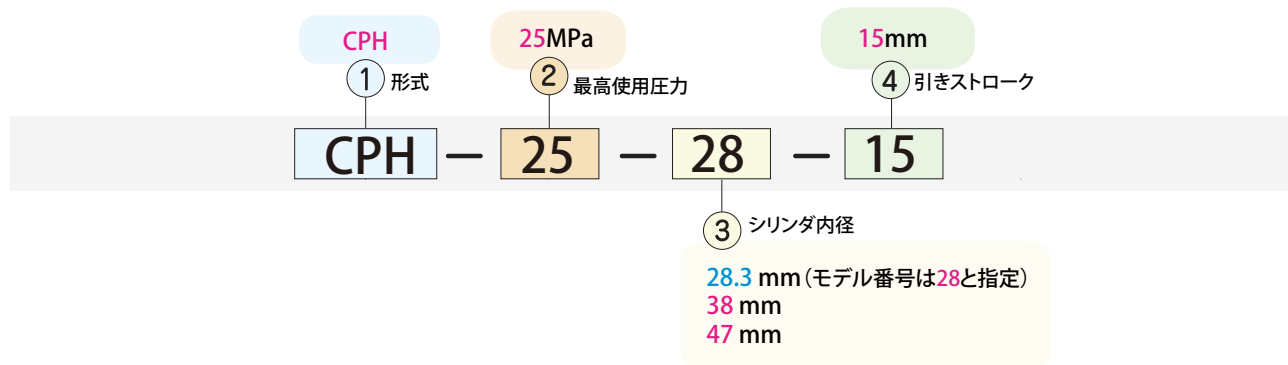 CPH
25MPa
15mm
① 形式
② 最高使用圧力
④ 引きストローク
CPH － 25 － 28 － 15
③ シリンダ内径
28.3 mm（モデル番号は28と指定）
38 mm
47 mm